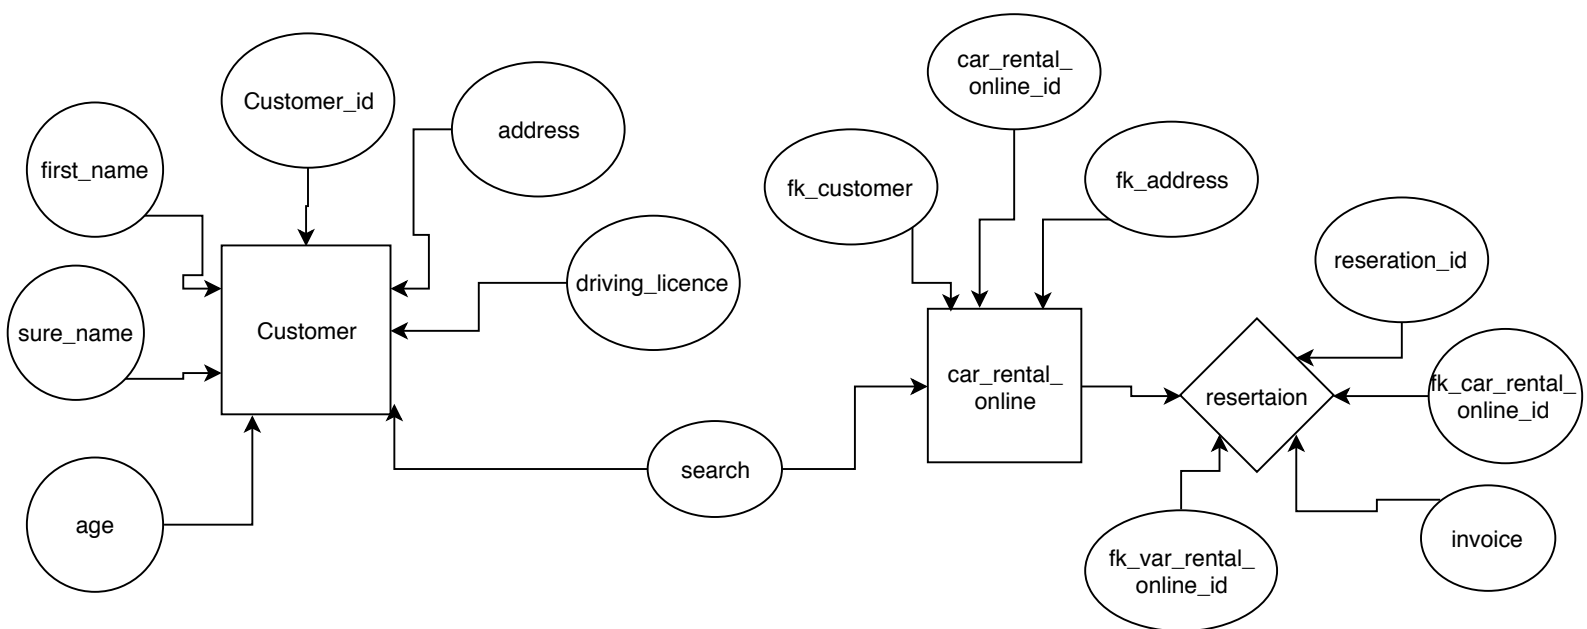 Customer_id
address
first_name
driving_licence
sure_name
Customer
age
search
car_rental_
online_id
fk_customer
fk_address
car_rental_
online
reseration_id
resertaion
fk_car_rental_
online_id
invoice
fk_var_rental_
online_id